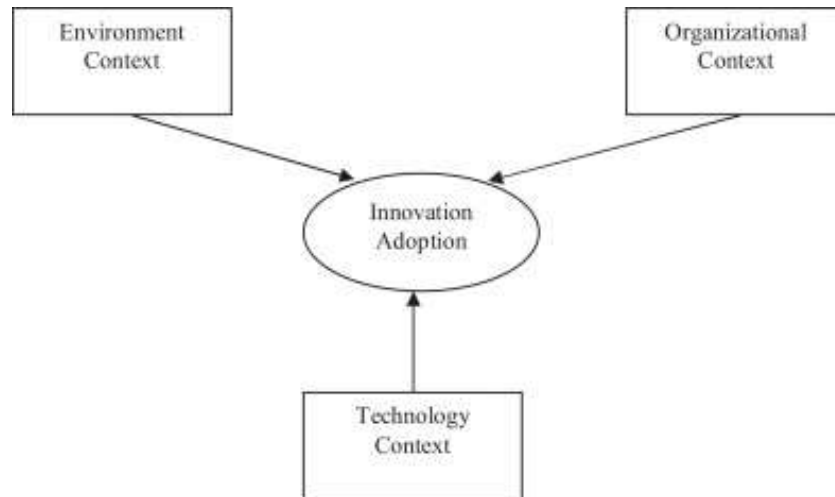 Environment
Context
Organizational
Context
Innovation
Adoption
Technology
Context